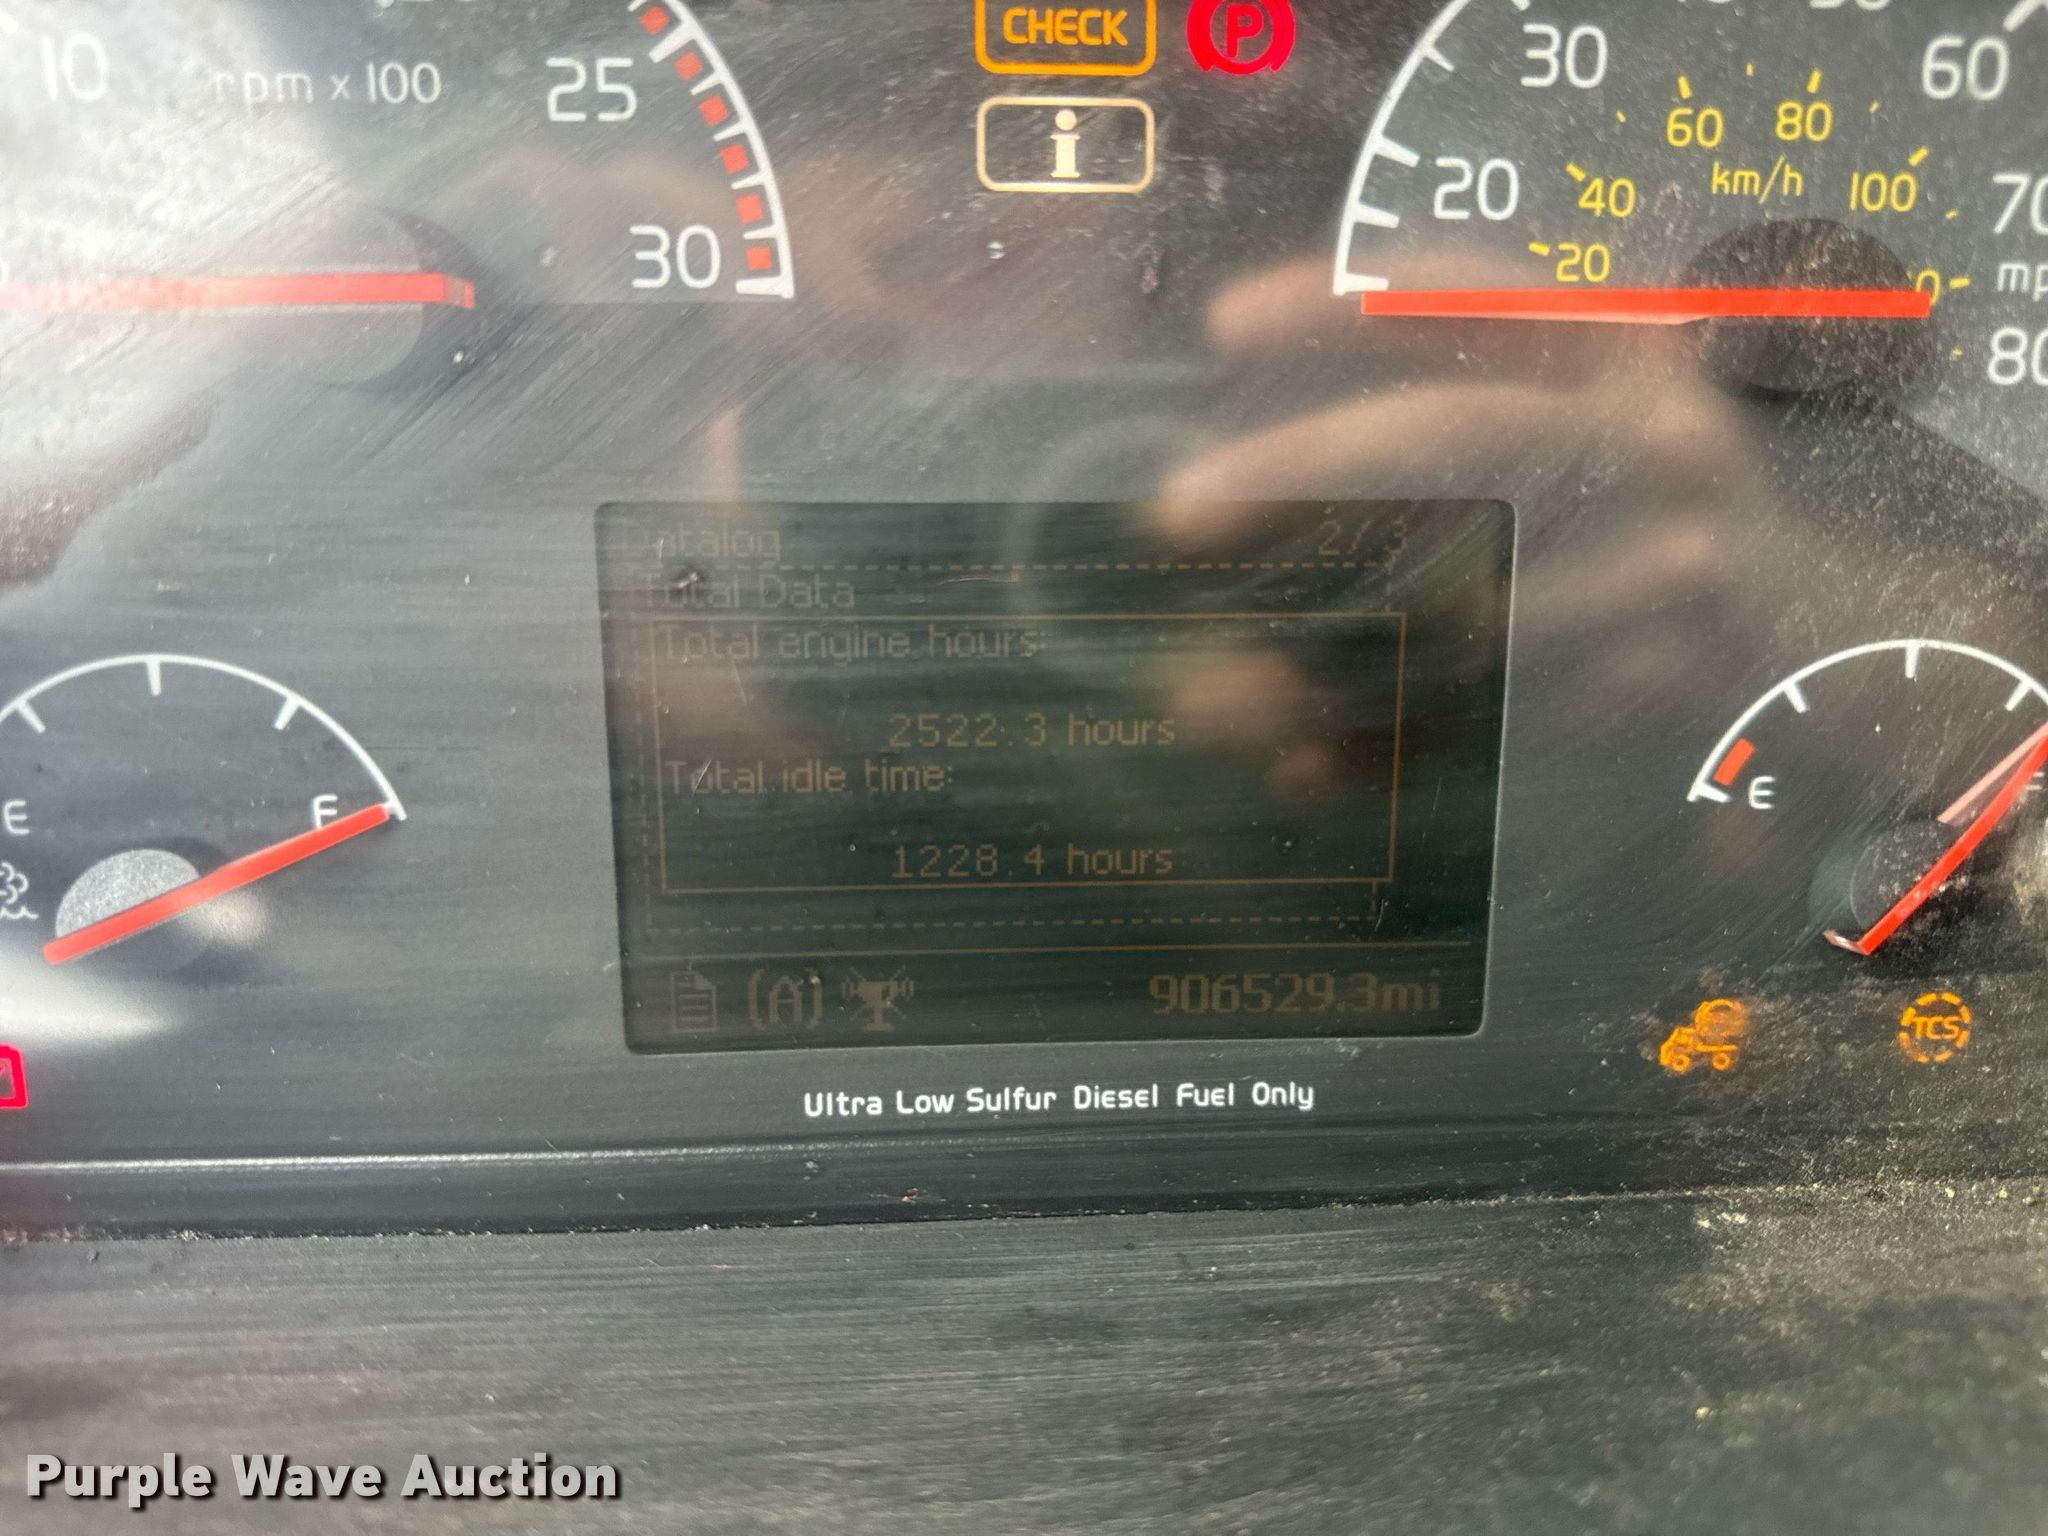 10
rpm x 100
25
30
CHECK
P
i
30
60
20
60 80
40
km/h
100
70
20
80
Datalog 2/3
Total Data
Total engine hours:
2522.3 hours
Total idle time:
1228.4 hours
(A) 906529.3mi
E
F
E
TCS
Ultra Low Sulfur Diesel Fuel Only
Purple Wave Auction